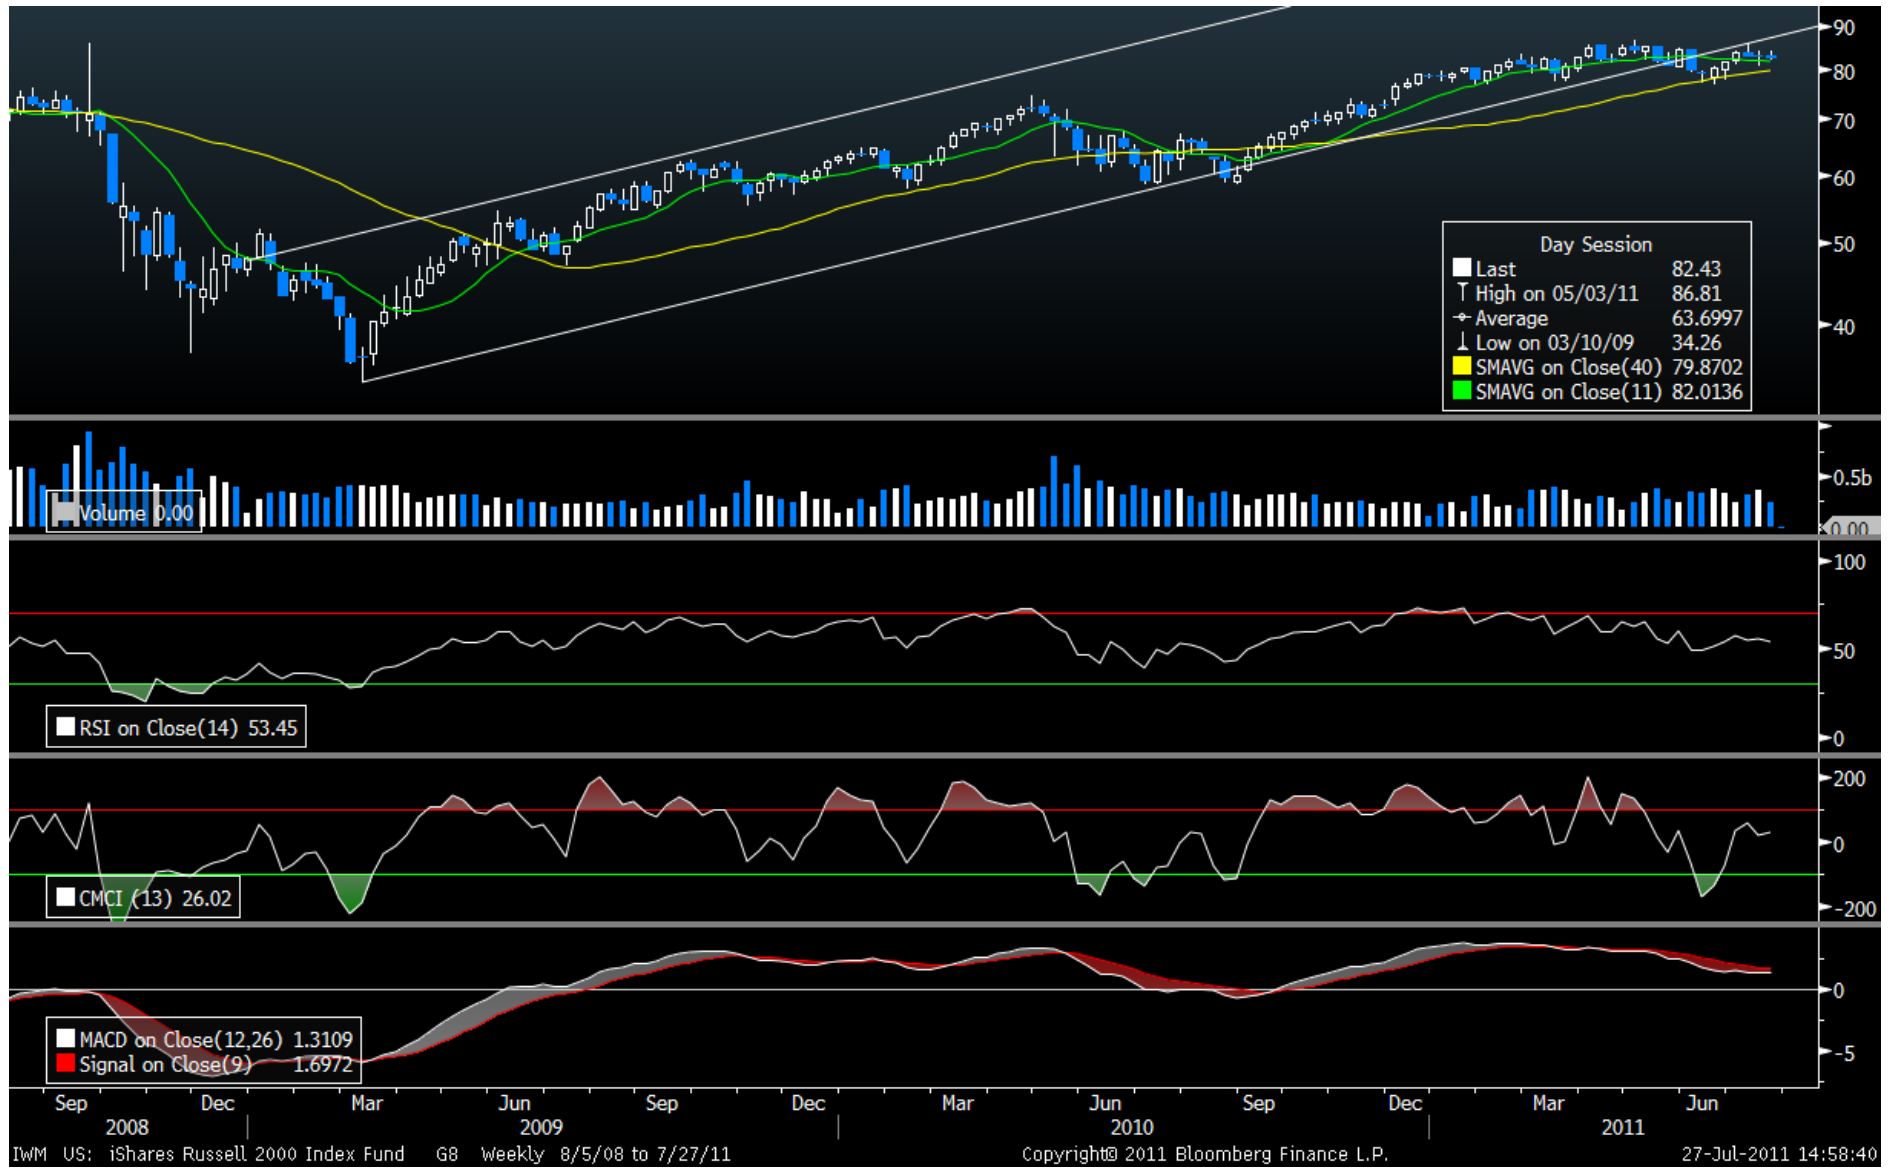 90
80
70
60
50
40
Day Session
Last 82.43
High on 05/03/11 86.81
Average 63.6997
Low on 03/10/09 34.26
SMAVG on Close(40) 79.8702
SMAVG on Close(11) 82.0136
0.5b
Volume 0.00
0.00
100
50
0
RSI on Close(14) 53.45
200
0
-200
CMCI (13) 26.02
0
-5
MACD on Close(12,26) 1.3109
Signal on Close(9) 1.6972
Sep Dec Mar Jun Sep Dec Mar Jun Sep Dec Mar Jun
2008 2009 2010 2011
IWM US: iShares Russell 2000 Index Fund G8 Weekly 8/5/08 to 7/27/11 Copyright© 2011 Bloomberg Finance L.P. 27-Jul-2011 14:58:40